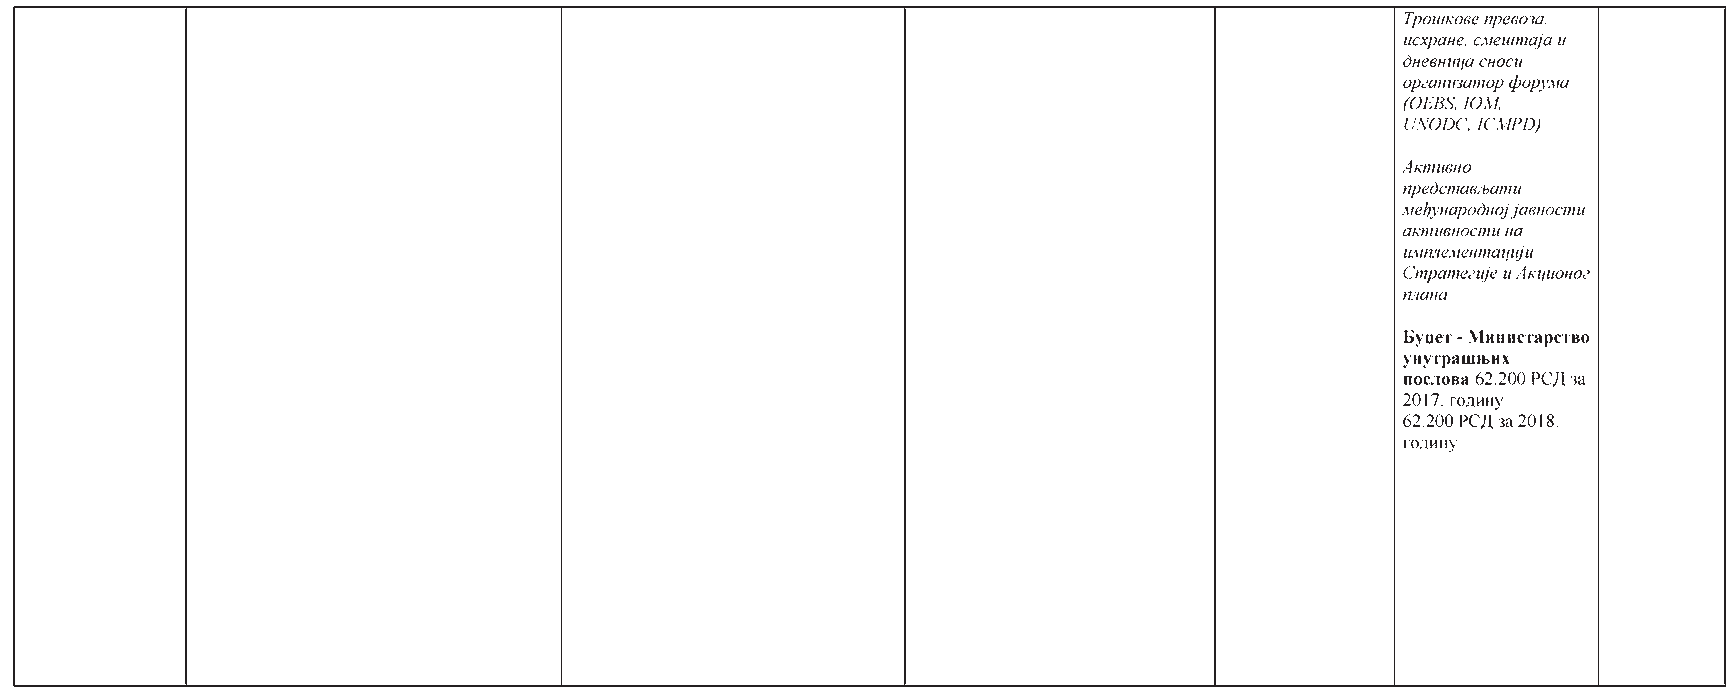 Трошкове превоза,
исхране, смештаја и
дневница сноси
организатор форума
(OEBS, IOM,
UNODC, ICMPD)
Активно
представљати
међународној јавности
активности на
имплементацији
Стратегије и Акционог
плана
Буџет - Министарство
унутрашњих
послова 62.200 РСД за
2017. годину
62.200 РСД за 2018.
годину